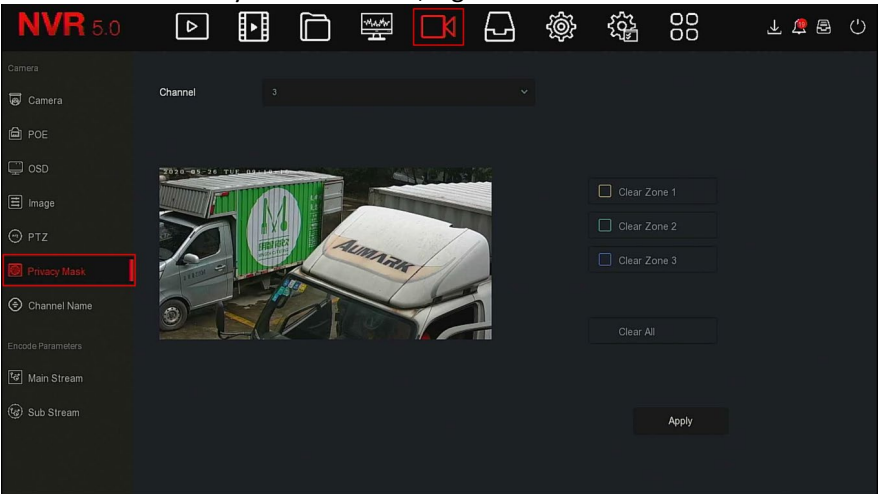 NVR 5.0
Camera
Camera
POE
OSD
Image
PTZ
Privacy Mask
Channel Name
Encode Parameters
Main Stream
Sub Stream
Channel
3
AUMARK
Clear Zone 1
Clear Zone 2
Clear Zone 3
Clear All
Apply